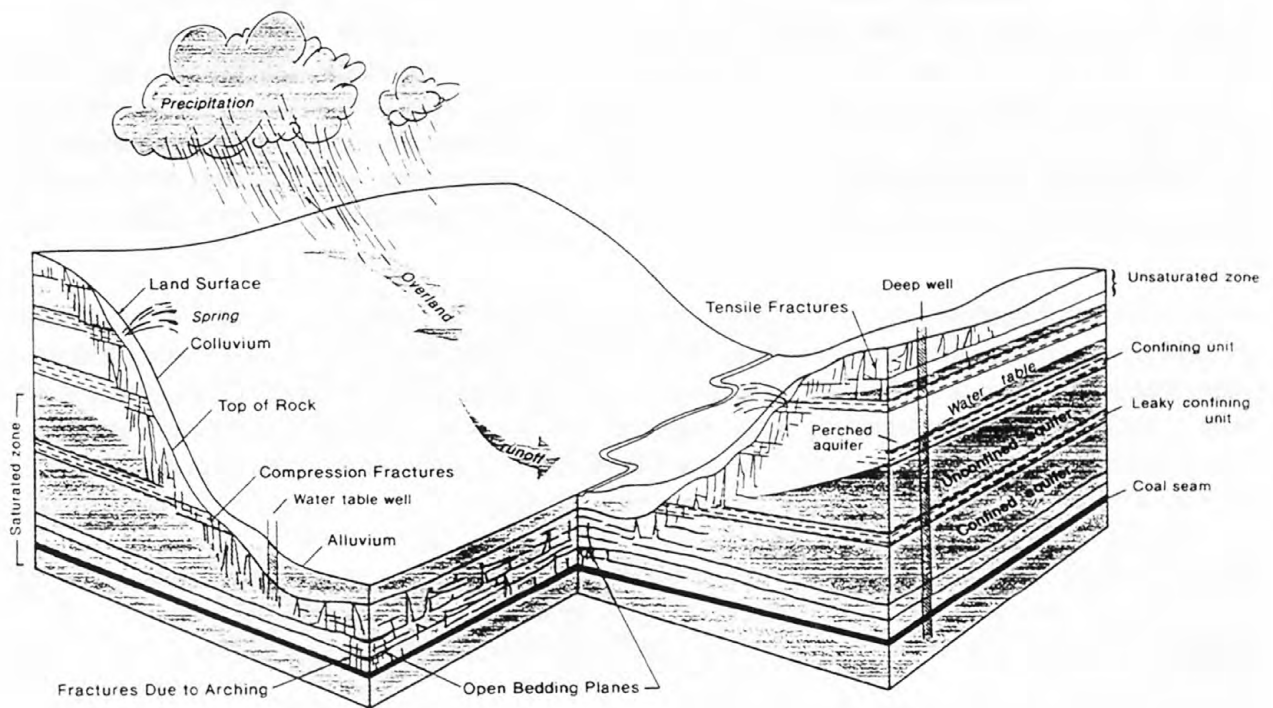 Precipitation
Land Surface
Spring
Colluvium
Overland
Tensile Fractures
Deep well
Unsaturated zone
Confining unit
Water table
Leaky confining
unit
Top of Rock
Perched
aquifer
Unconfined aquifer
runoff
Saturated zone
Compression Fractures
Water table well
Confined aquifer
Coal seam
Alluvium
Fractures Due to Arching
Open Bedding Planes